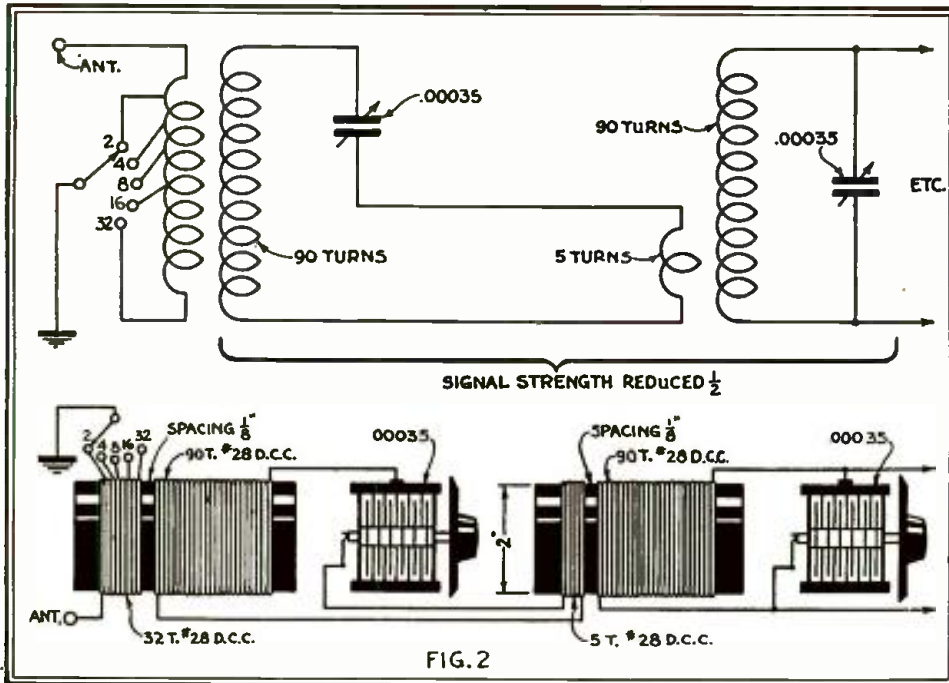 ANT.
2
4
8
16
32
90 TURNS
.00035
5 TURNS
90 TURNS
.00035
ETC.
SIGNAL STRENGTH REDUCED ½
2
4
8
16
32
SPACING ⅛"
90 T. #28 D.C.C.
00035
SPACING ⅛"
90 T. #28 D.C.C.
00035
2"
ANT.
32 T. #28 D.C.C.
5 T. #28 D.C.C.
FIG. 2